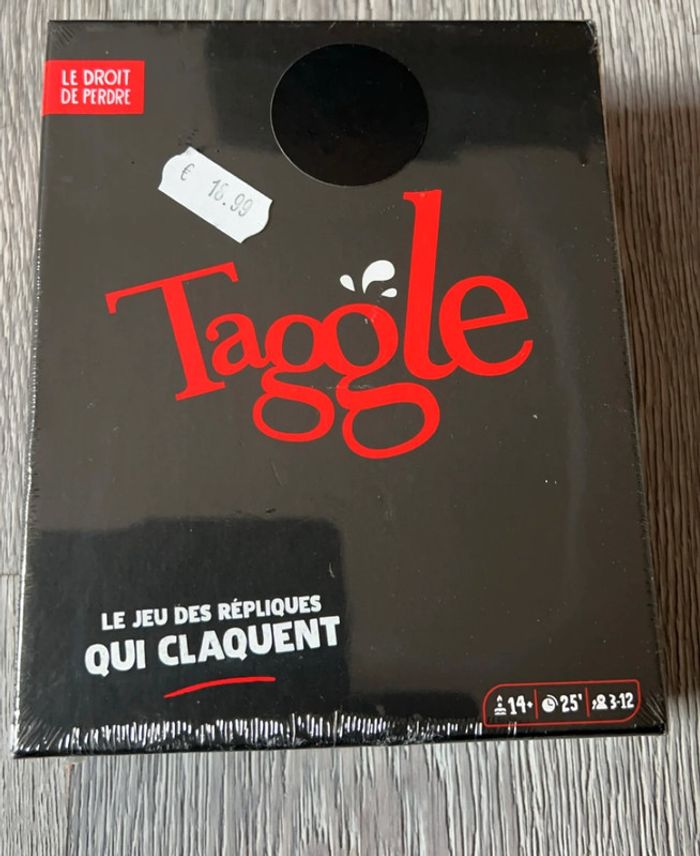 LE DROIT
DE PERDRE
€ 16.99
Taggle
LE JEU DES RÉPLIQUES
QUI CLAQUENT
14+ 25' 3-12